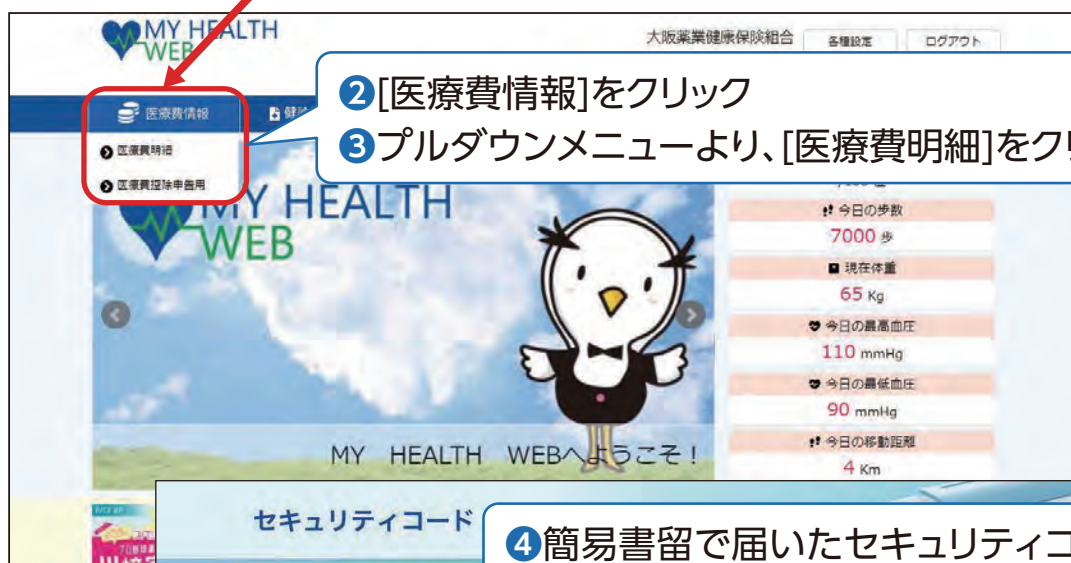 MY HEALTH
WEB
大阪薬業健康保険組合
各種設定
ログアウト
医療費情報
医療費明細
医療費控除申告用
❷[医療費情報]をクリック
❸プルダウンメニューより、[医療費明細]をク
MY HEALTH
WEB
今日の歩数
7000 歩
現在体重
65 Kg
今日の最高血圧
110 mmHg
今日の最低血圧
90 mmHg
今日の移動距離
4 Km
MY HEALTH WEBへようこそ！
セキュリティコード
❹簡易書留で届いたセキュリティコ